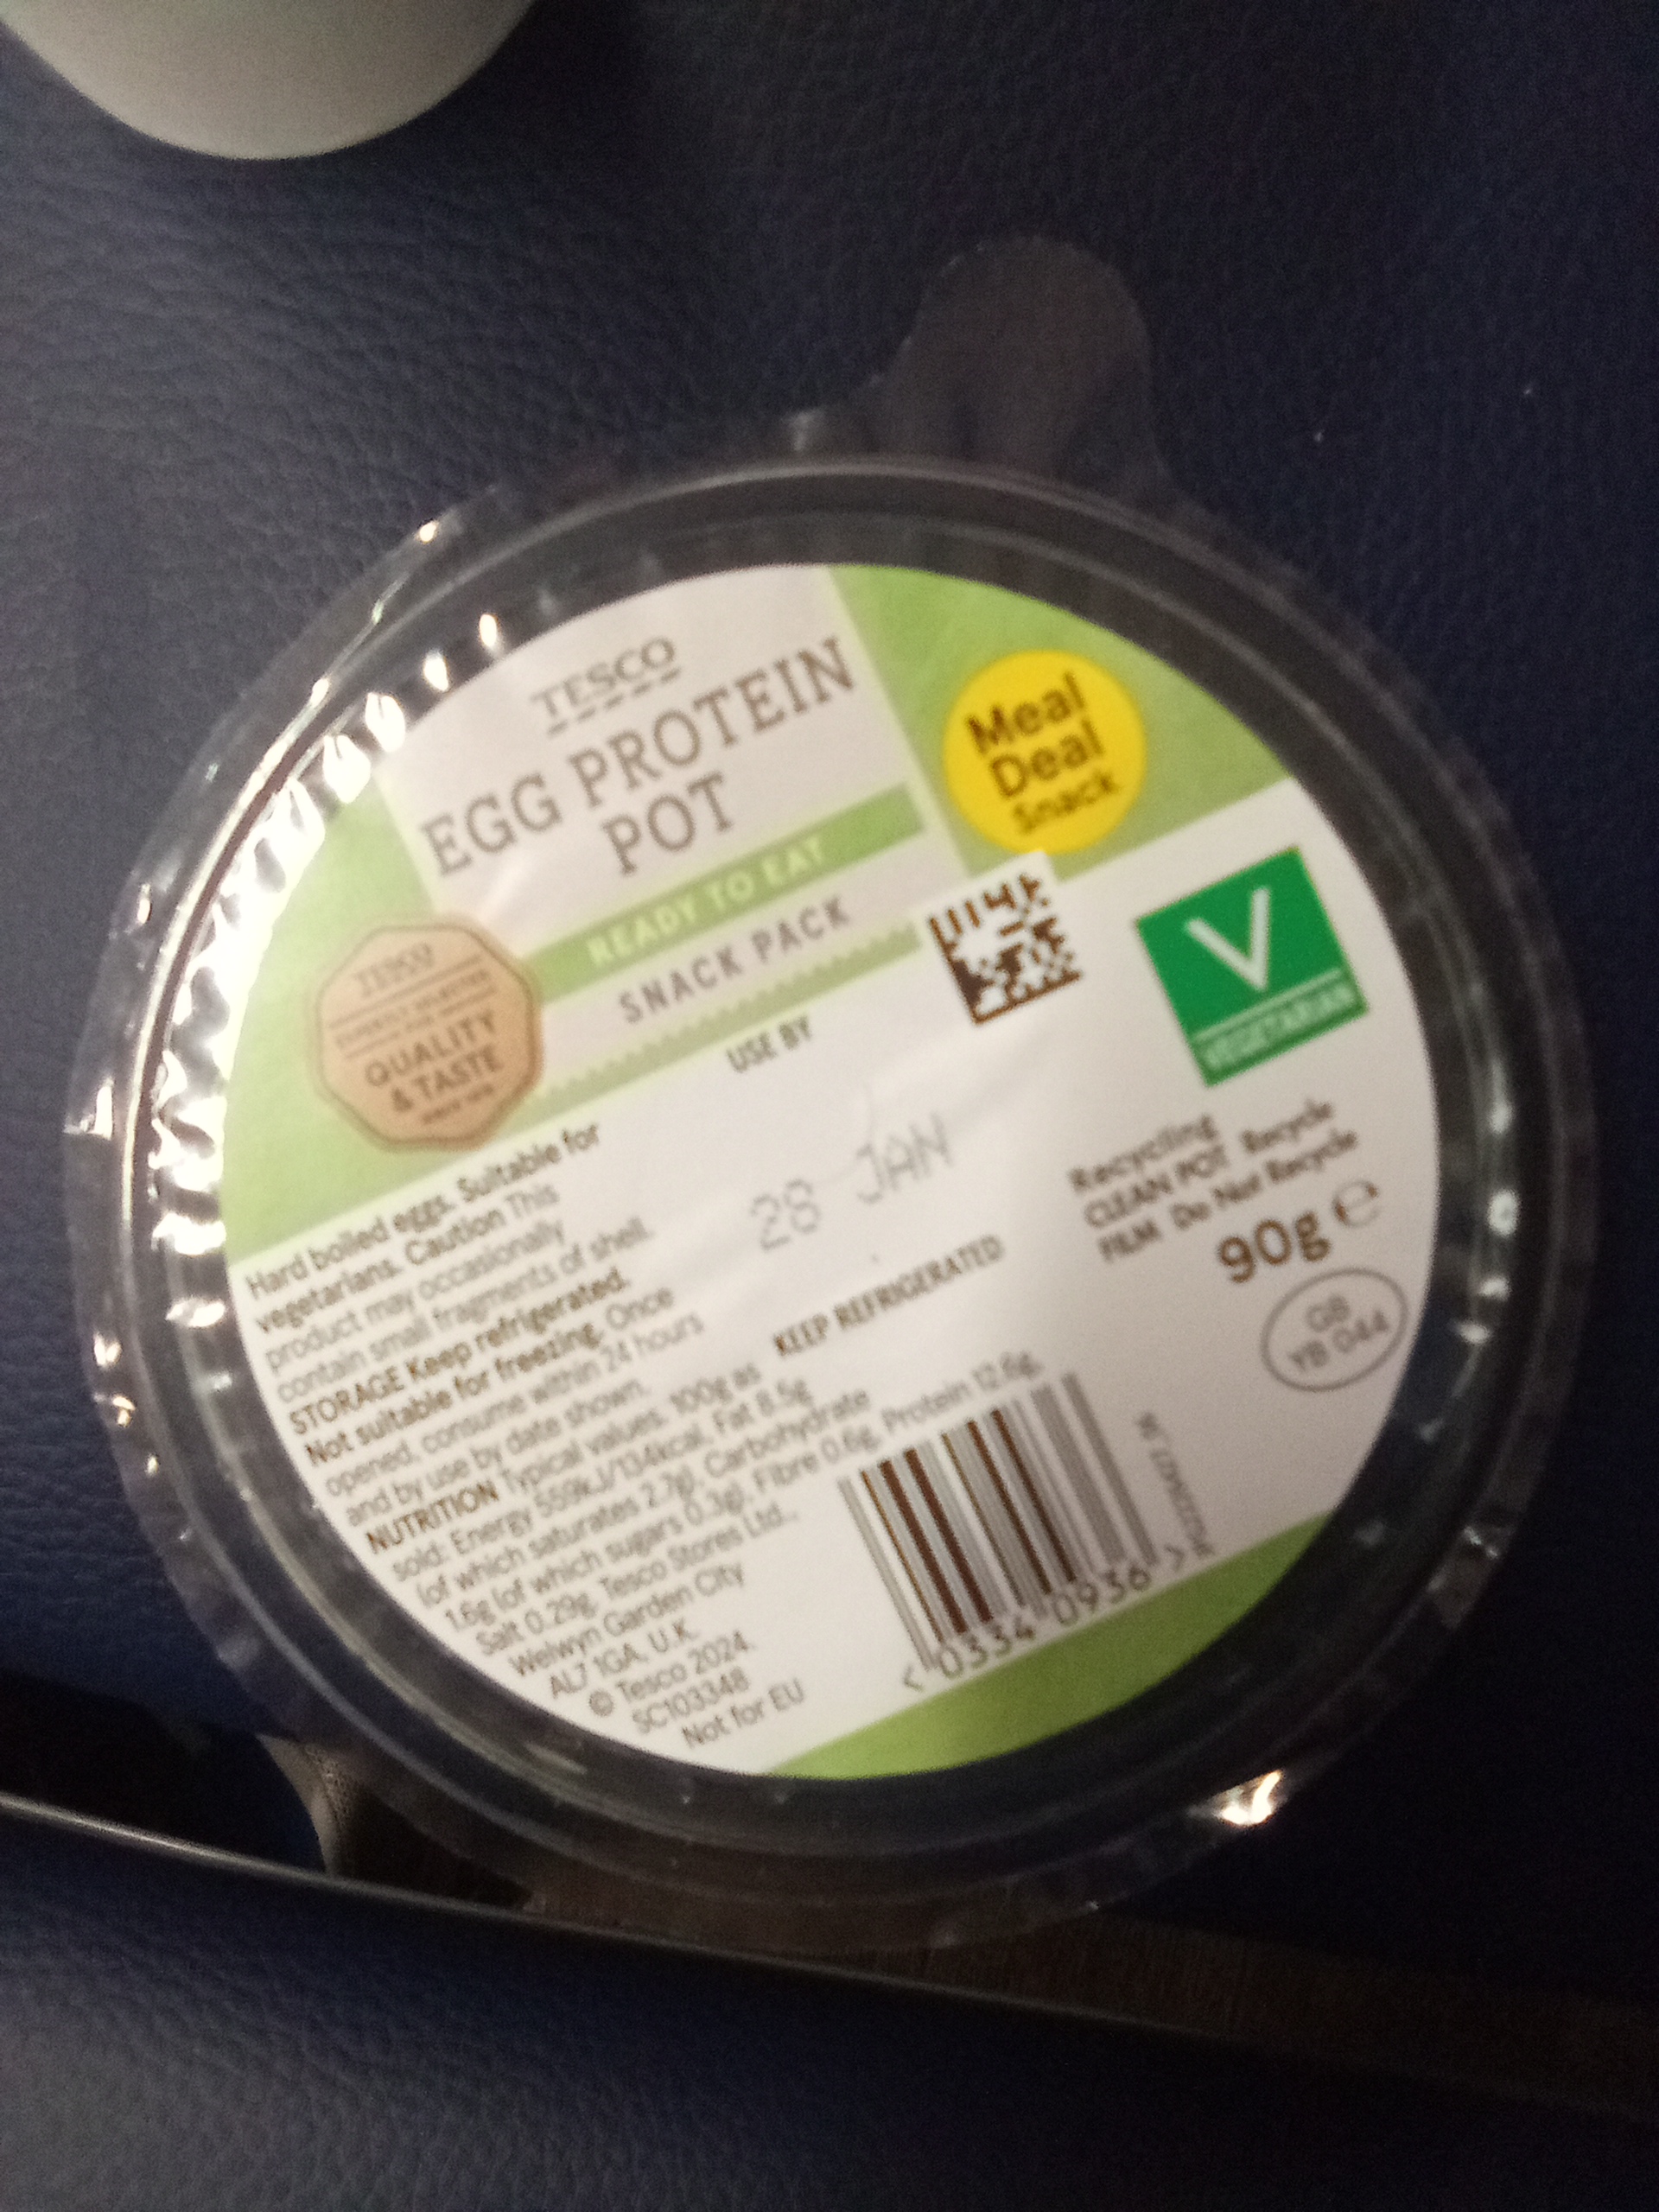 TESCO
EGG PROTEIN
POT
READY TO EAT
SNACK PACK
Meal
Deal
Snack
TESCO
QUALITY
& TASTE
V
VEGETARIAN
USE BY
28 JAN
KEEP REFRIGERATED
Hard boiled eggs. Suitable for
vegetarians. Caution This
product may occasionally
contain small fragments of shell.
STORAGE Keep refrigerated.
Not suitable for freezing. Once
opened, consume within 24 hours
and by use by date shown.
NUTRITION Typical values. 100g as
sold: Energy 559kJ/134kcal, Fat 8.5g
(of which saturates 2.7g), Carbohydrate
1.6g (of which sugars 0.3g), Fibre 0.6g, Protein 12.6g,
Salt 0.29g. Tesco Stores Ltd.,
Welwyn Garden City
AL7 1GA, U.K.
© Tesco 2024.
SC103348
Not for EU
Recycling
CLEAN POT Recycle
FILM Do Not Recycle
90g e
GB
YB 044
< 0334 0936 >